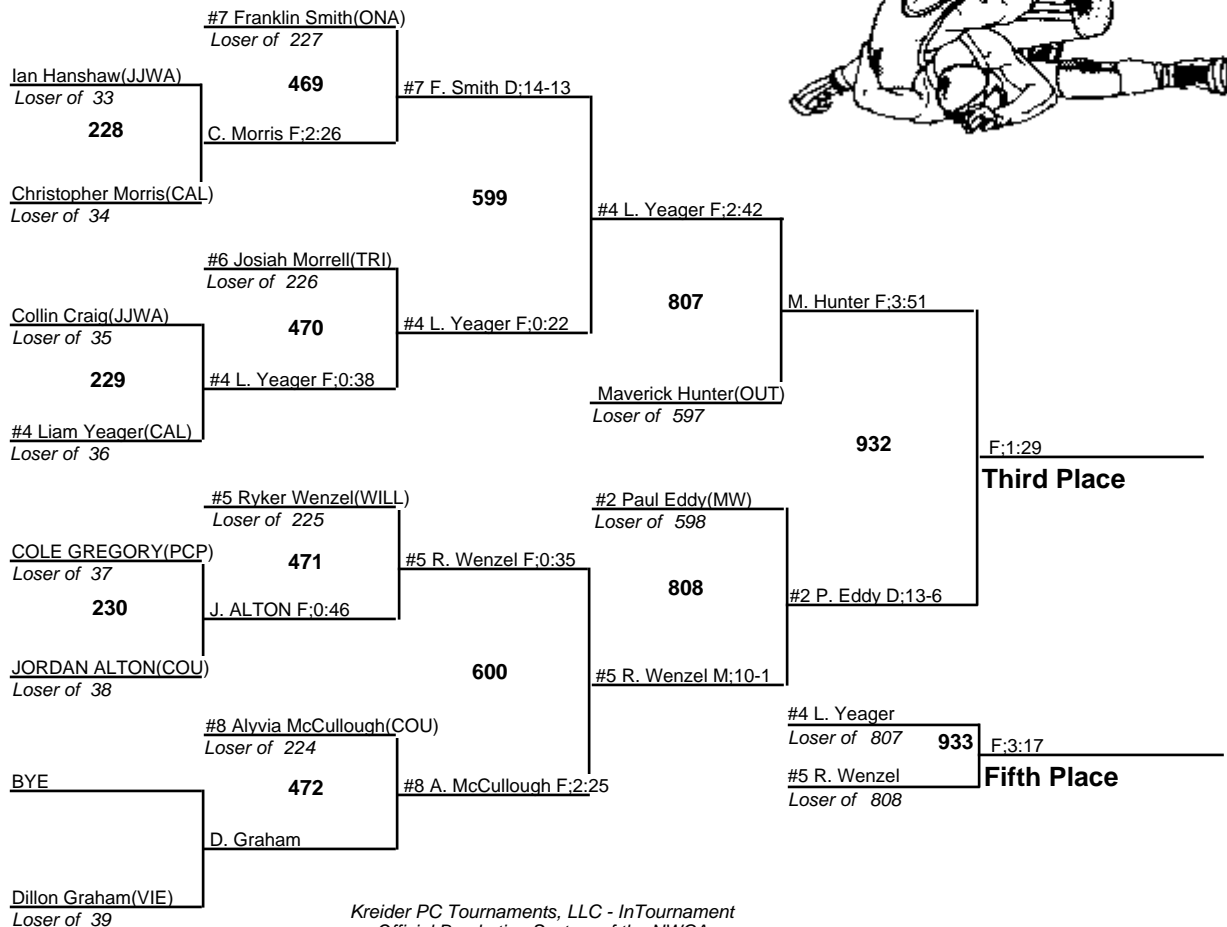 #7 Franklin Smith(ONA)
Loser of 227
Ian Hanshaw(JJWA)
Loser of 33
469
#7 F. Smith D;14-13
228
C. Morris F;2:26
Christopher Morris(CAL)
Loser of 34
599
#4 L. Yeager F;2:42
#6 Josiah Morrell(TRI)
Loser of 226
807
M. Hunter F;3:51
Collin Craig(JJWA)
Loser of 35
470
#4 L. Yeager F;0:22
229
#4 L. Yeager F;0:38
Maverick Hunter(OUT)
Loser of 597
#4 Liam Yeager(CAL)
Loser of 36
932
F;1:29
Third Place
#5 Ryker Wenzel(WILL)
Loser of 225
#2 Paul Eddy(MW)
Loser of 598
COLE GREGORY(PCP)
Loser of 37
471
#5 R. Wenzel F;0:35
808
230
J. ALTON F;0:46
#2 P. Eddy D;13-6
JORDAN ALTON(COU)
Loser of 38
600
#5 R. Wenzel M;10-1
#8 Alyvia McCullough(COU)
Loser of 224
#4 L. Yeager
Loser of 807
933
F;3:17
BYE
472
#8 A. McCullough F;2:25
#5 R. Wenzel
Loser of 808
Fifth Place
D. Graham
Dillon Graham(VIE)
Loser of 39
Kreider PC Tournaments, LLC - InTournament